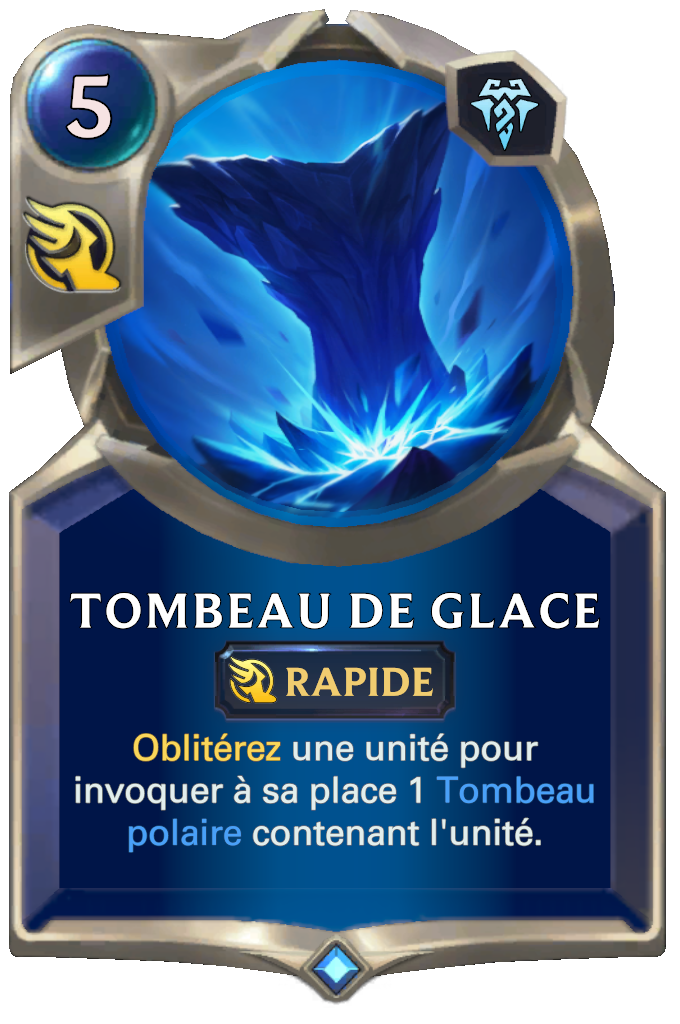 5
TOMBEAU DE GLACE
RAPIDE
Oblitérez une unité pour
invoquer à sa place 1 Tombeau
polaire contenant l'unité.